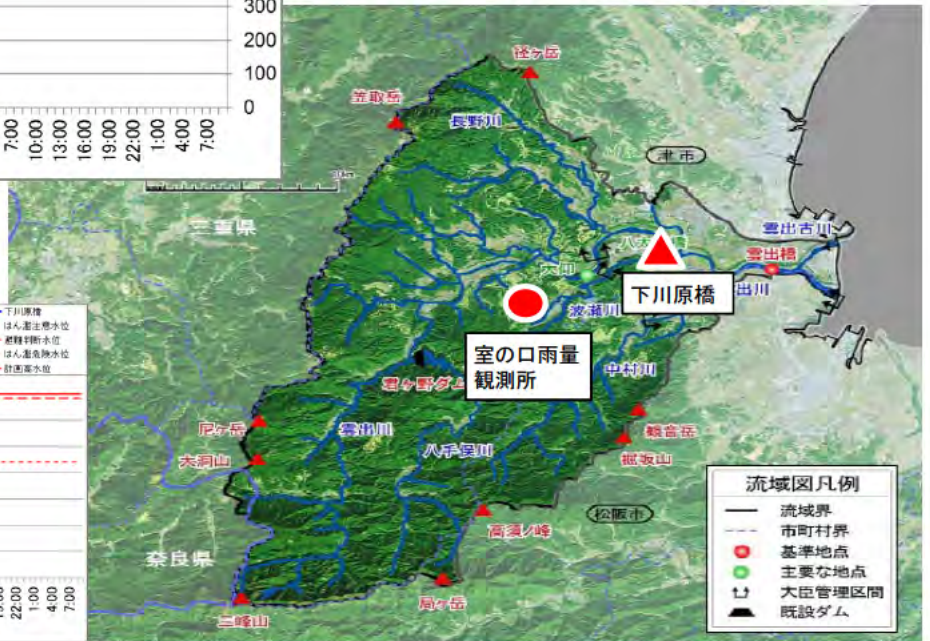 300
200
100
0
7:00
10:00
13:00
16:00
19:00
22:00
1:00
4:00
7:00
経ヶ岳
笠取岳
長野川
津市
三重県
雲出古川
雲出橋
大仰
下川原橋
出川
波瀬川
室の口雨量
観測所
中村川
君ヶ野ダム
下川原橋
はん濫注意水位
避難判断水位
はん濫危険水位
計画高水位
尼ヶ岳
雲出川
大洞山
八手俣川
観音岳
堀坂山
高須ノ峰
松阪市
奈良県
局ヶ岳
三峰山
22:00
1:00
4:00
7:00
流域図凡例
流域界
市町村界
基準地点
主要な地点
大臣管理区間
既設ダム